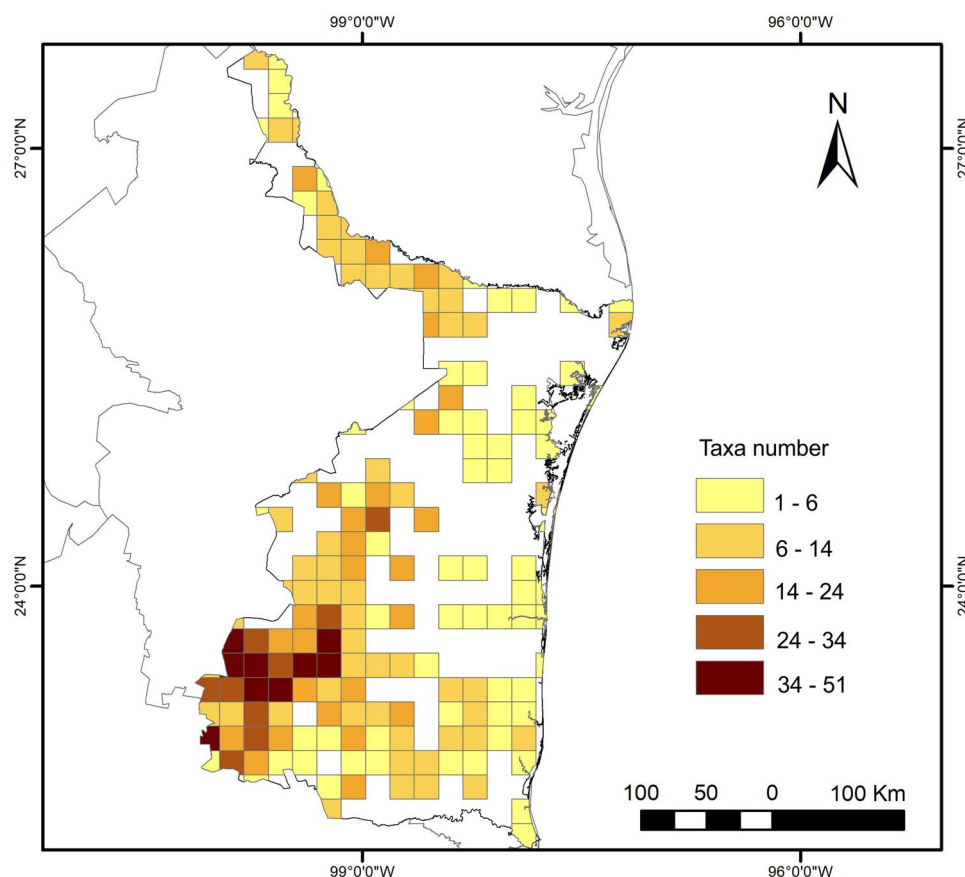 99°0'0"W 96°0'0"W
N
27°0'0"N 27°0'0"N
Taxa number
1 - 6
6 - 14
14 - 24
24 - 34
34 - 51
24°0'0"N 24°0'0"N
100 50 0 100 Km
99°0'0"W 96°0'0"W